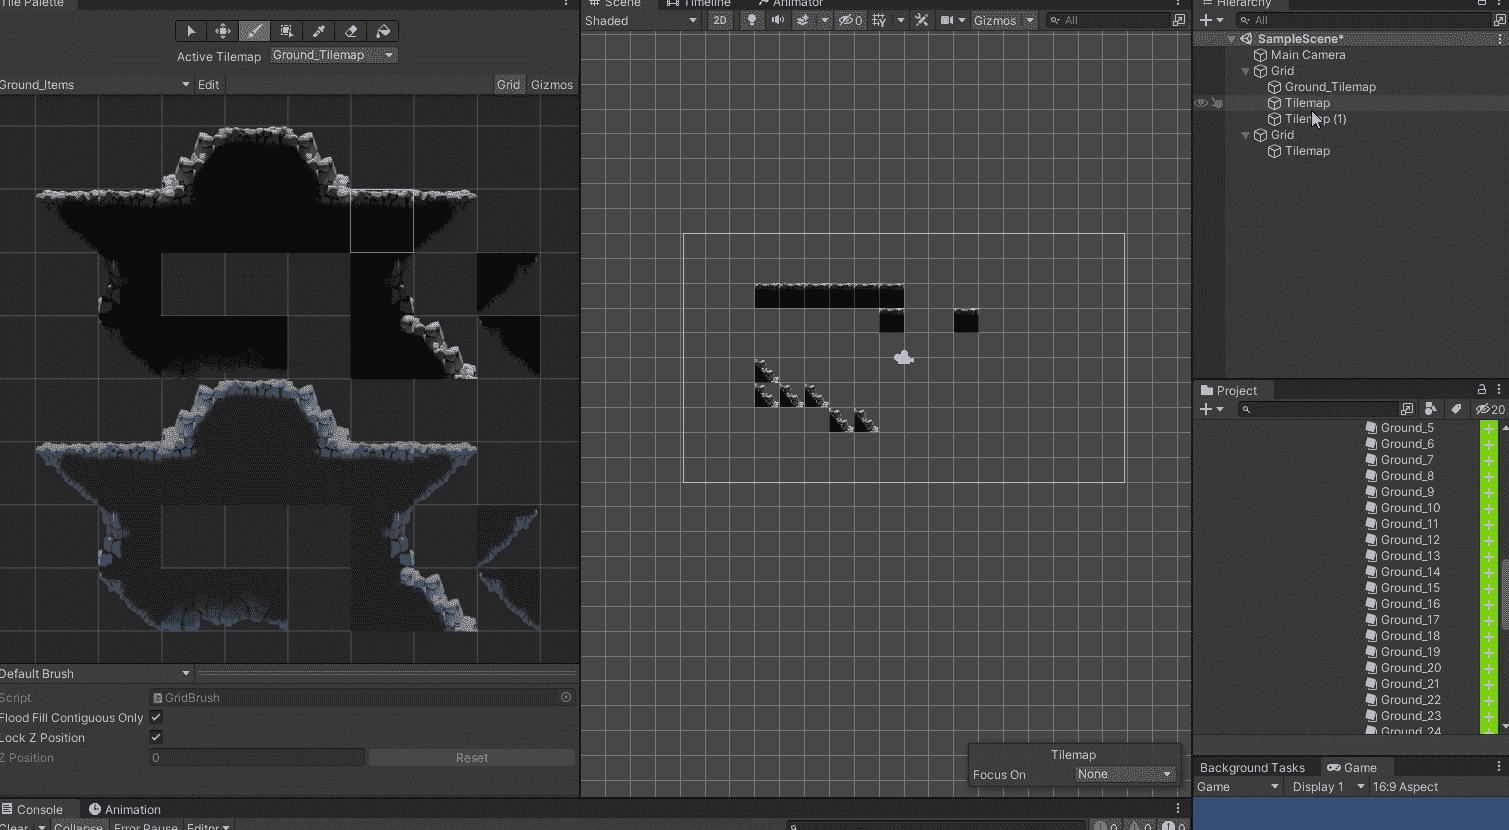 Tile Palette
Active Tilemap
Ground_Tilemap
Ground_Items
Edit
Grid
Gizmos
Default Brush
Script
GridBrush
Flood Fill Contiguous Only
Lock Z Position
Z Position
0
Reset
Console
Animation
Clear
Collapse
Error Pause
Editor
0
0
0
Scene
Timeline
Animator
Shaded
2D
0
Gizmos
All
Tilemap
Focus On
None
Hierarchy
All
SampleScene*
Main Camera
Grid
Ground_Tilemap
Tilemap
Tilemap (1)
Grid
Tilemap
Project
20
Ground_5
Ground_6
Ground_7
Ground_8
Ground_9
Ground_10
Ground_11
Ground_12
Ground_13
Ground_14
Ground_15
Ground_16
Ground_17
Ground_18
Ground_19
Ground_20
Ground_21
Ground_22
Ground_23
Ground_24
Background Tasks
Game
Game
Display 1
16:9 Aspect